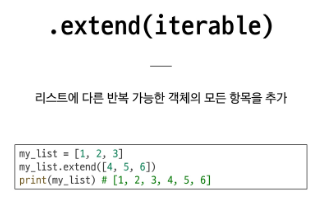 .extend(iterable)
리스트에 다른 반복 가능한 객체의 모든 항목을 추가
my_list = [1, 2, 3]
my_list.extend([4, 5, 6])
print(my_list) # [1, 2, 3, 4, 5, 6]